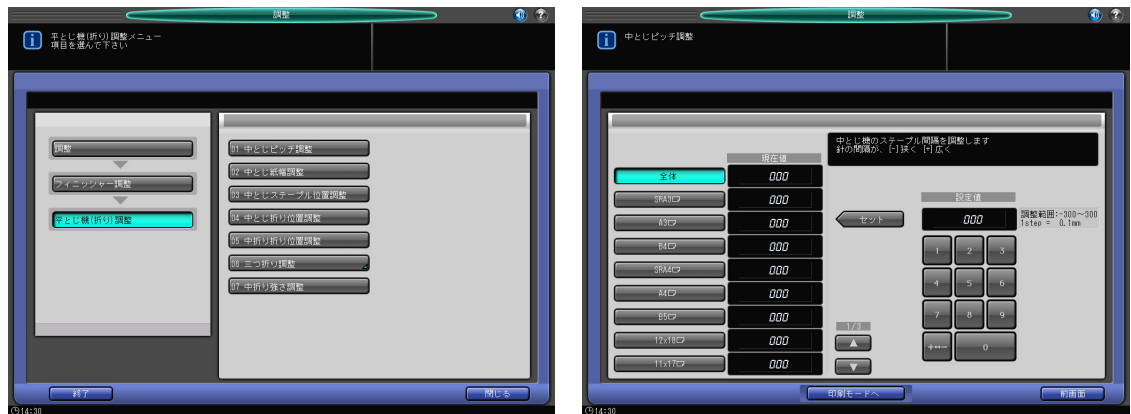 調整
平とじ機(折り)調整メニュー
項目を選んで下さい
調整
フィニッシャー調整
平とじ機(折り)調整
01 中とじピッチ調整
02 中とじ紙幅調整
03 中とじステープル位置調整
04 中とじ折り位置調整
05 中折り折り位置調整
06 三つ折り調整
07 中折り強さ調整
終了
閉じる
14:30
調整
中とじピッチ調整
中とじ機のステープル間隔を調整します
針の間隔が、[-]狭く [+]広く
現在値
全体 000
SRA3 000
A3 000
B4 000
SRA4 000
A4 000
B5 000
12x18 000
11x17 000
セット
設定値
000
調整範囲:-300～300
1step = 0.1mm
1 2 3
4 5 6
7 8 9
+↔- 0
1/3
印刷モードへ
前画面
14:30